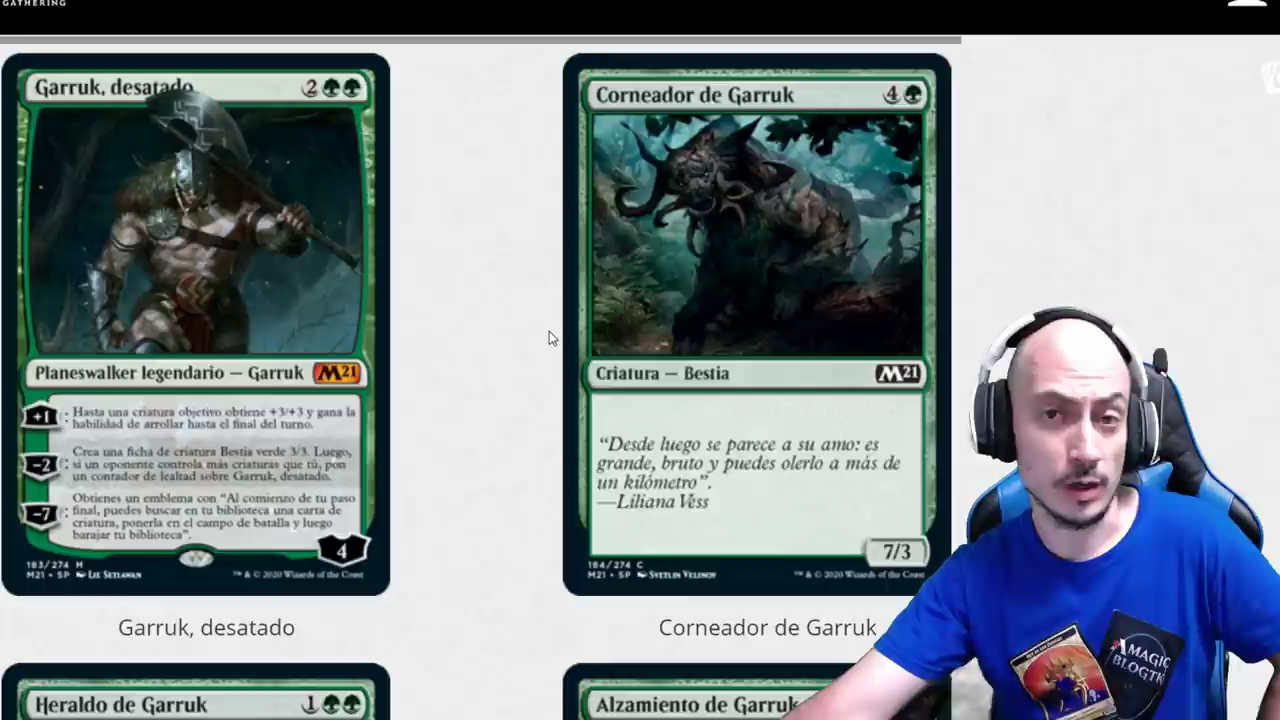 GATHERING
Garruk, desatado 2
Planeswalker legendario — Garruk M21
+1 : Hasta una criatura objetivo obtiene +3/+3 y gana la
habilidad de arrollar hasta el final del turno.
−2 : Crea una ficha de criatura Bestia verde 3/3. Luego,
si un oponente controla más criaturas que tú, pon
un contador de lealtad sobre Garruk, desatado.
−7 : Obtienes un emblema con “Al comienzo de tu paso
final, puedes buscar en tu biblioteca una carta de
criatura, ponerla en el campo de batalla y luego
barajar tu biblioteca”.
4
183/274 M
M21 • SP Lie Setiawan ™ & © 2020 Wizards of the Coast
Garruk, desatado
Corneador de Garruk 4
Criatura — Bestia M21
“Desde luego se parece a su amo: es
grande, bruto y puedes olerlo a más de
un kilómetro”.
—Liliana Vess
7/3
184/274 C
M21 • SP Svetlin Velinov ™ & © 2020 Wizards of the Coast
Corneador de Garruk
Heraldo de Garruk 1
Alzamiento de Garruk
MAGIC
BLOGTK